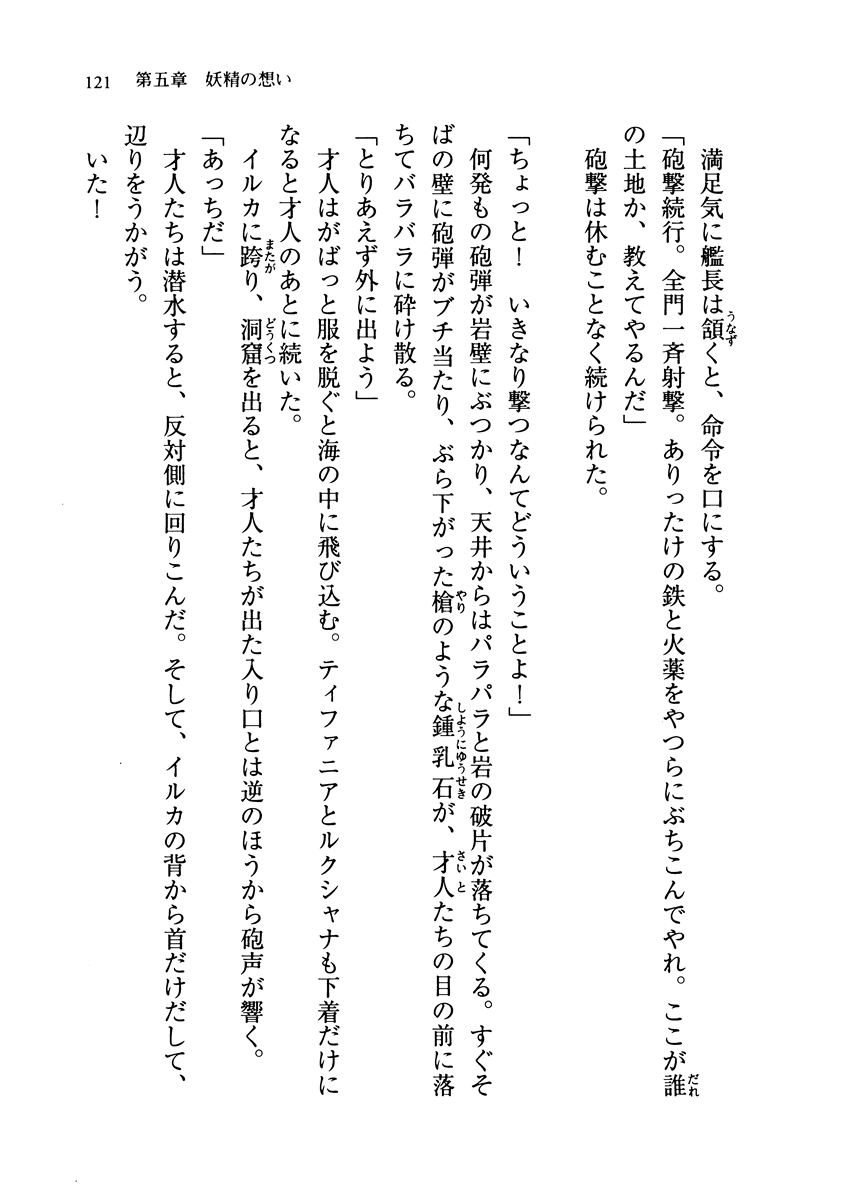 121　第五章　妖精の想い
　満足気に艦長は頷くと、命令を口にする。
「砲撃続行。全門一斉射撃。ありったけの鉄と火薬をやつらにぶちこんでやれ。ここが誰
の土地か、教えてやるんだ」
　砲撃は休むことなく続けられた。
「ちょっと！　いきなり撃つなんてどういうことよ！」
　何発もの砲弾が岩壁にぶつかり、天井からはパラパラと岩の破片が落ちてくる。すぐそ
ばの壁に砲弾がブチ当たり、ぶら下がった槍のような鍾乳石が、才人たちの目の前に落
ちてバラバラに砕け散る。
「とりあえず外に出よう」
　才人はがばっと服を脱ぐと海の中に飛び込む。ティファニアとルクシャナも下着だけに
なると才人のあとに続いた。
　イルカに跨り、洞窟を出ると、才人たちが出た入り口とは逆のほうから砲声が響く。
「あっちだ」
　才人たちは潜水すると、反対側に回りこんだ。そして、イルカの背から首だけだして、
辺りをうかがう。
　いた！